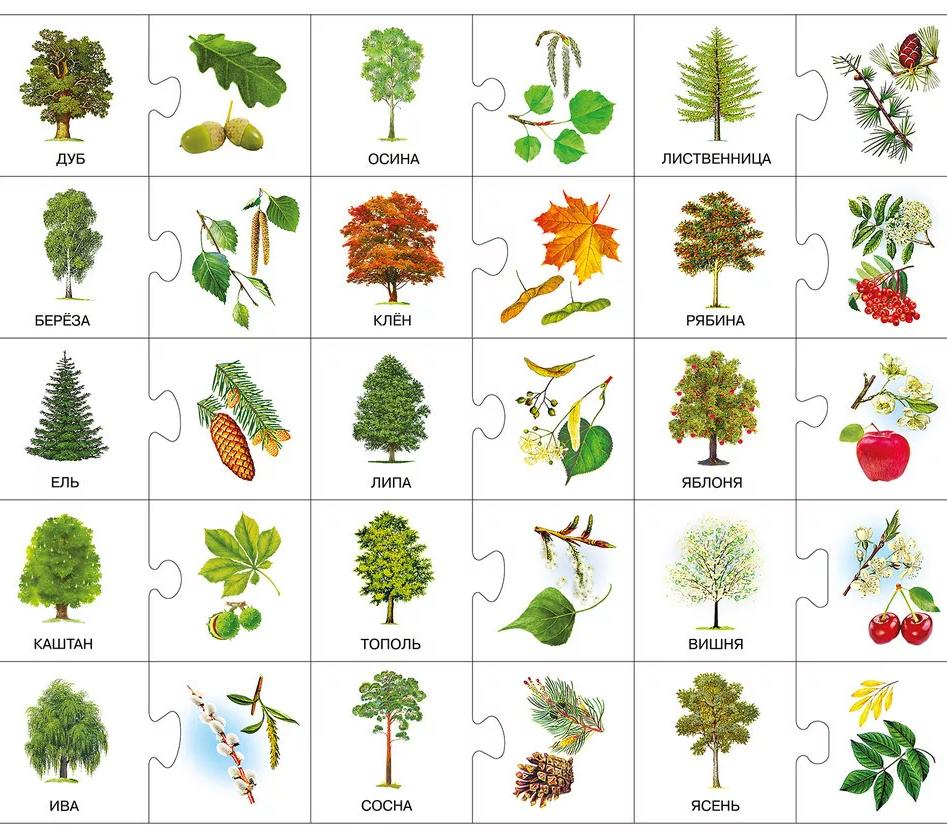 ДУБ
ОСИНА
ЛИСТВЕННИЦА
БЕРЁЗА
КЛЁН
РЯБИНА
ЕЛЬ
ЛИПА
ЯБЛОНЯ
КАШТАН
ТОПОЛЬ
ВИШНЯ
ИВА
СОСНА
ЯСЕНЬ